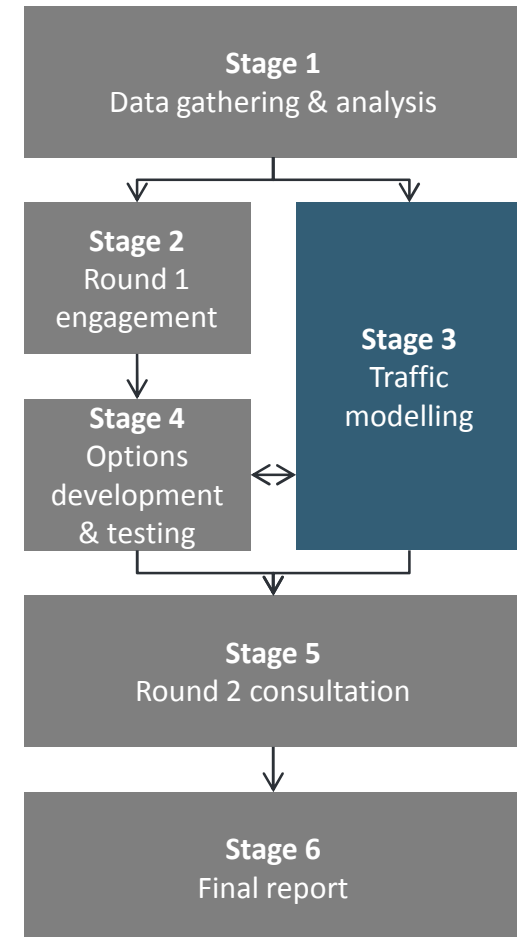 Stage 1
Data gathering & analysis
Stage 2
Round 1
engagement
Stage 3
Traffic
modelling
Stage 4
Options
development
& testing
Stage 5
Round 2 consultation
Stage 6
Final report